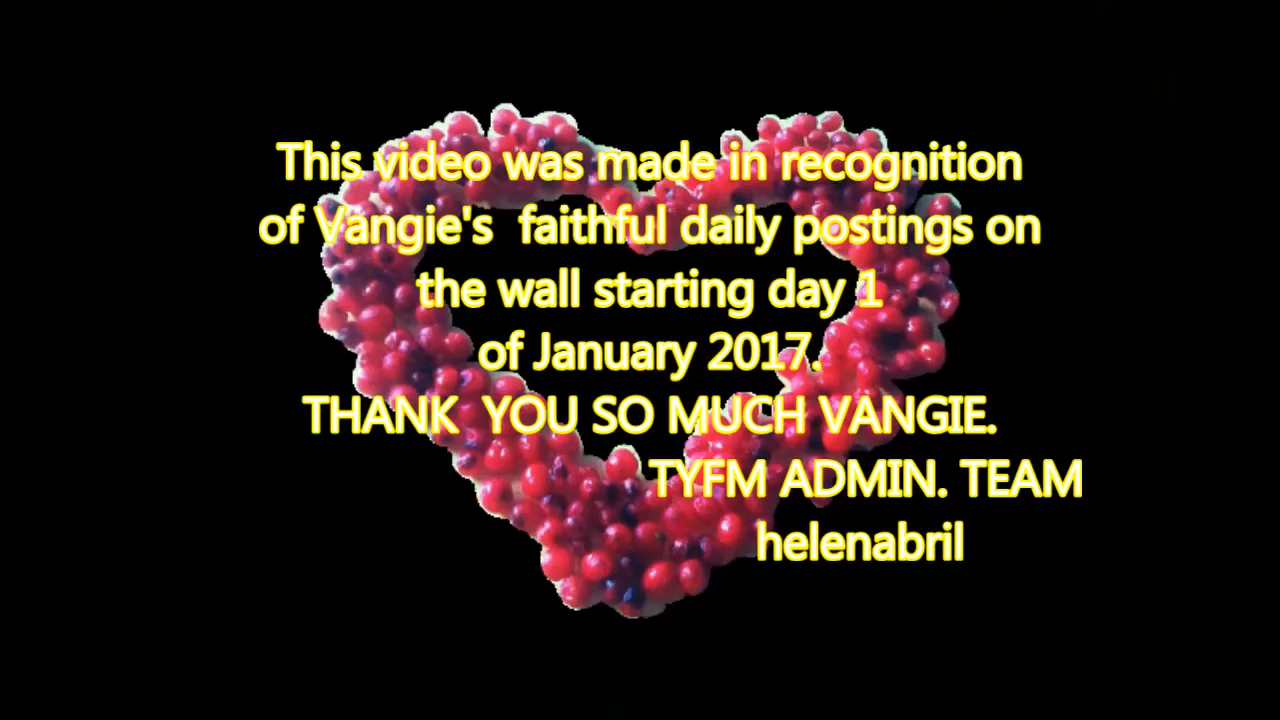 This video was made in recognition
of Vangie's  faithful daily postings on
the wall starting day 1
of January 2017.
THANK  YOU SO MUCH VANGIE.
TYFM ADMIN. TEAM
helenabril